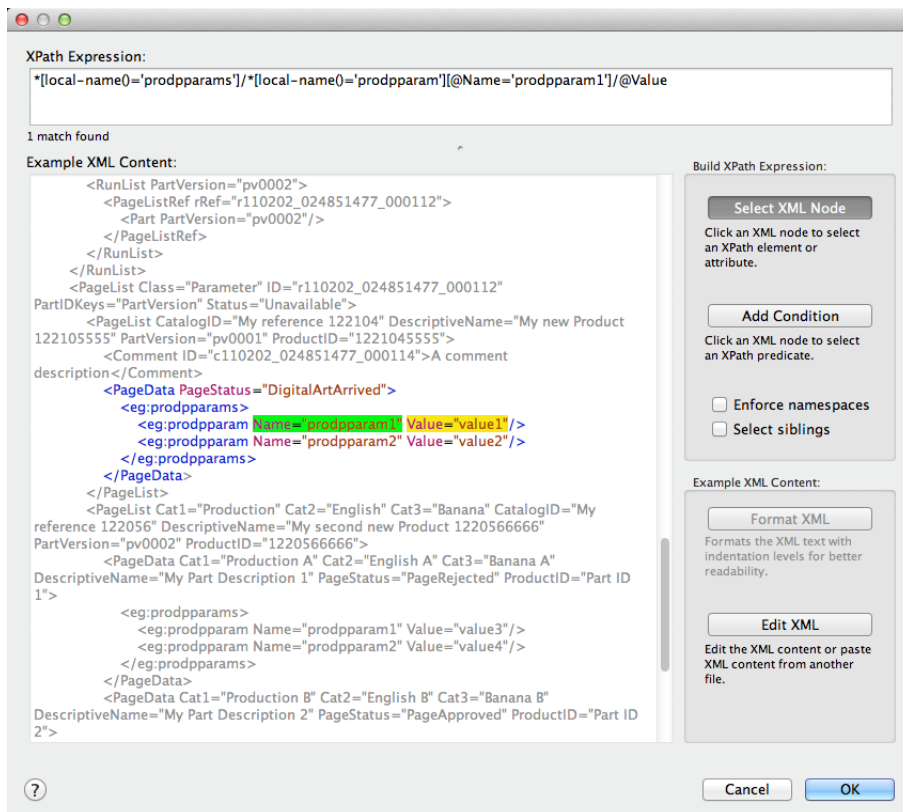 XPath Expression:
*[local-name()='prodpparams']/*[local-name()='prodpparam'][@Name='prodpparam1']/@Value
1 match found
Example XML Content:
<RunList PartVersion="pv0002">
<PageListRef rRef="r110202_024851477_000112">
<Part PartVersion="pv0002"/>
</PageListRef>
</RunList>
</RunList>
<PageList Class="Parameter" ID="r110202_024851477_000112"
PartIDKeys="PartVersion" Status="Unavailable">
<PageList CatalogID="My reference 122104" DescriptiveName="My new Product
122105555" PartVersion="pv0001" ProductID="1221045555">
<Comment ID="c110202_024851477_000114">A comment
description</Comment>
<PageData PageStatus="DigitalArtArrived">
<eg:prodpparams>
<eg:prodpparam Name="prodpparam1" Value="value1"/>
<eg:prodpparam Name="prodpparam2" Value="value2"/>
</eg:prodpparams>
</PageData>
</PageList>
<PageList Cat1="Production" Cat2="English" Cat3="Banana" CatalogID="My
reference 122056" DescriptiveName="My second new Product 1220566666"
PartVersion="pv0002" ProductID="1220566666">
<PageData Cat1="Production A" Cat2="English A" Cat3="Banana A"
DescriptiveName="My Part Description 1" PageStatus="PageRejected" ProductID="Part ID
1">
<eg:prodpparams>
<eg:prodpparam Name="prodpparam1" Value="value3"/>
<eg:prodpparam Name="prodpparam2" Value="value4"/>
</eg:prodpparams>
</PageData>
<PageData Cat1="Production B" Cat2="English B" Cat3="Banana B"
DescriptiveName="My Part Description 2" PageStatus="PageApproved" ProductID="Part ID
2">
Build XPath Expression:
Select XML Node
Click an XML node to select
an XPath element or
attribute.
Add Condition
Click an XML node to select
an XPath predicate.
Enforce namespaces
Select siblings
Example XML Content:
Format XML
Formats the XML text with
indentation levels for better
readability.
Edit XML
Edit the XML content or paste
XML content from another
file.
?
Cancel
OK